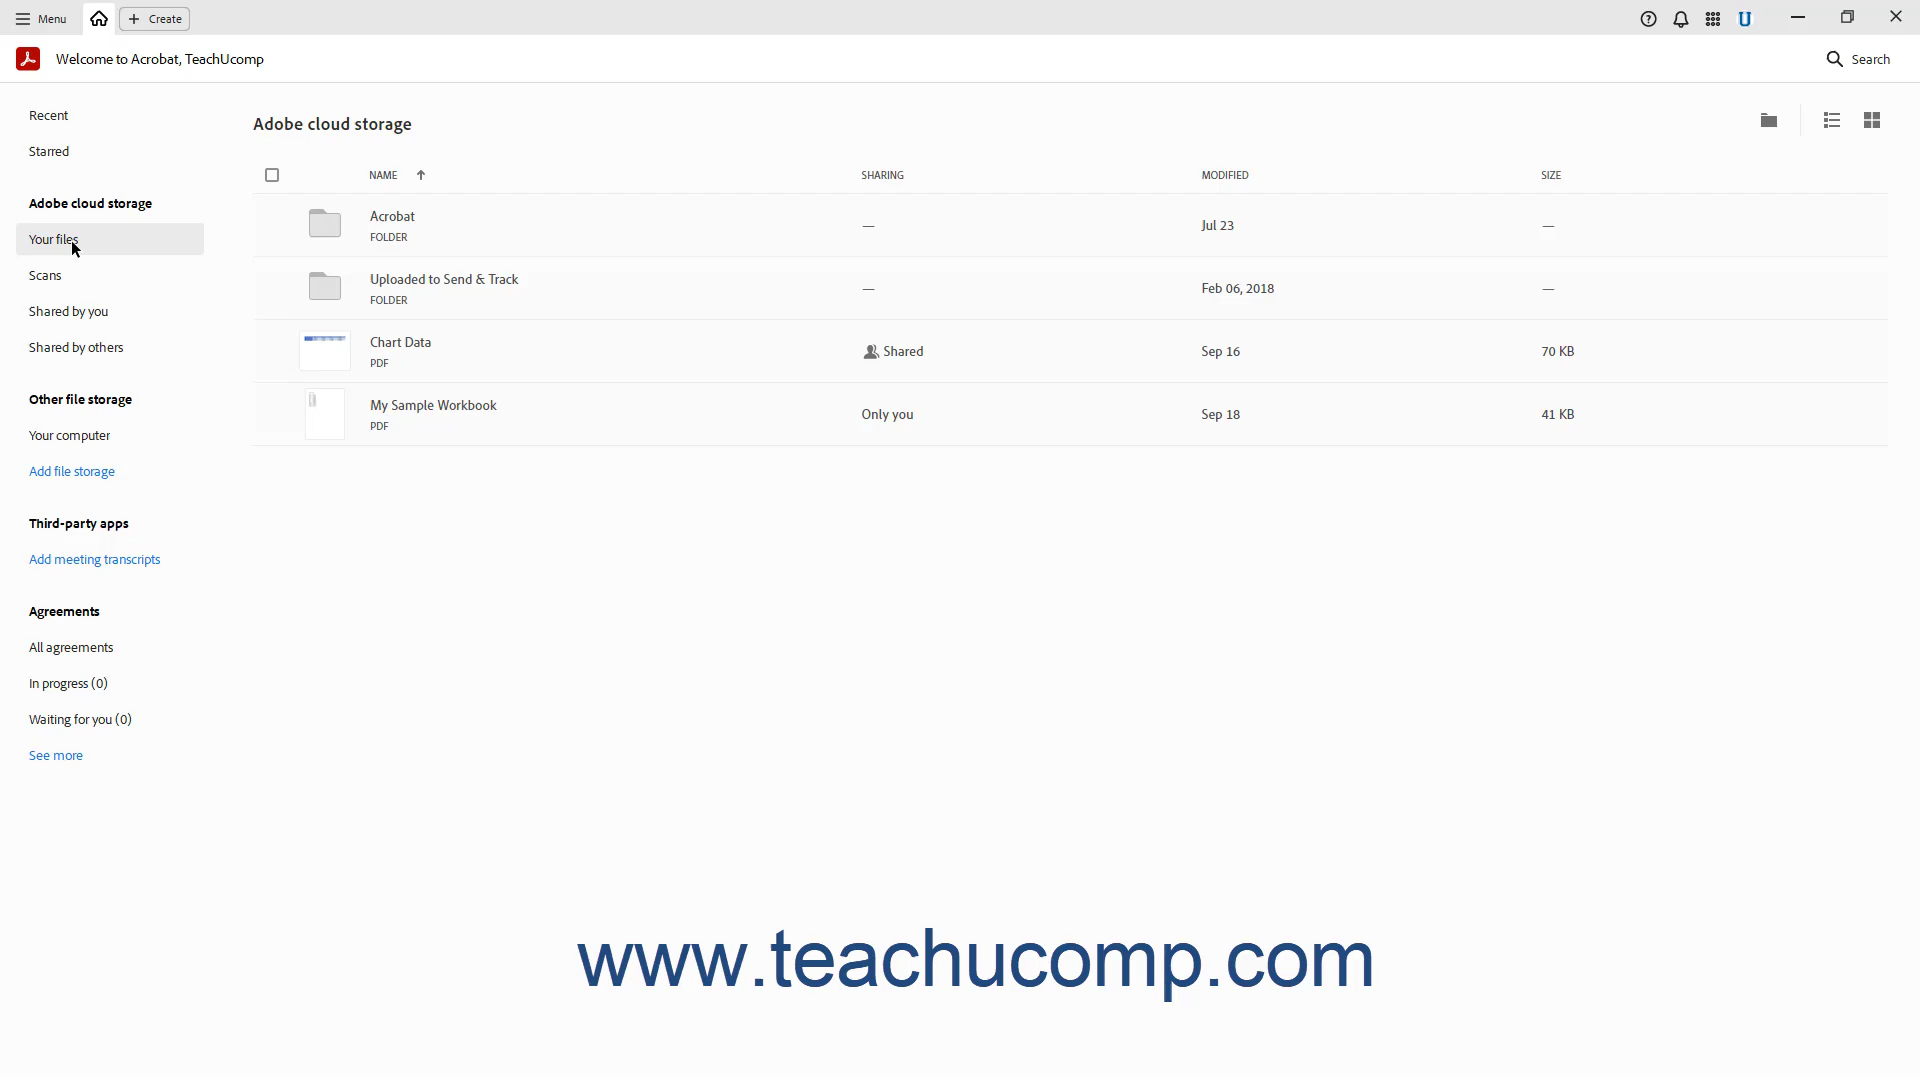 Menu
Create
Welcome to Acrobat, TeachUcomp
Search
Recent
Starred
Adobe cloud storage
Your files
Scans
Shared by you
Shared by others
Other file storage
Your computer
Add file storage
Third-party apps
Add meeting transcripts
Agreements
All agreements
In progress (0)
Waiting for you (0)
See more
Adobe cloud storage
NAME SHARING MODIFIED SIZE
Acrobat
FOLDER
— Jul 23 —
Uploaded to Send & Track
FOLDER
— Feb 06, 2018 —
Chart Data
PDF
Shared Sep 16 70 KB
My Sample Workbook
PDF
Only you Sep 18 41 KB
www.teachucomp.com